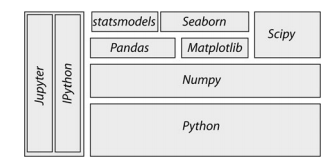 statsmodels
Seaborn
Scipy
Pandas
Matplotlib
Numpy
Python
Jupyter
IPython